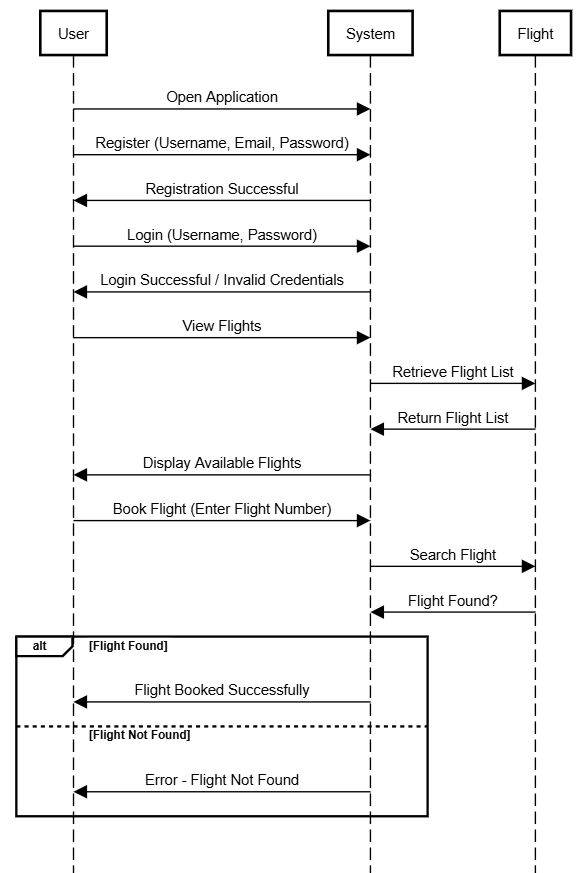 User
System
Flight
Open Application
Register (Username, Email, Password)
Registration Successful
Login (Username, Password)
Login Successful / Invalid Credentials
View Flights
Retrieve Flight List
Return Flight List
Display Available Flights
Book Flight (Enter Flight Number)
Search Flight
Flight Found?
alt
[Flight Found]
Flight Booked Successfully
[Flight Not Found]
Error - Flight Not Found